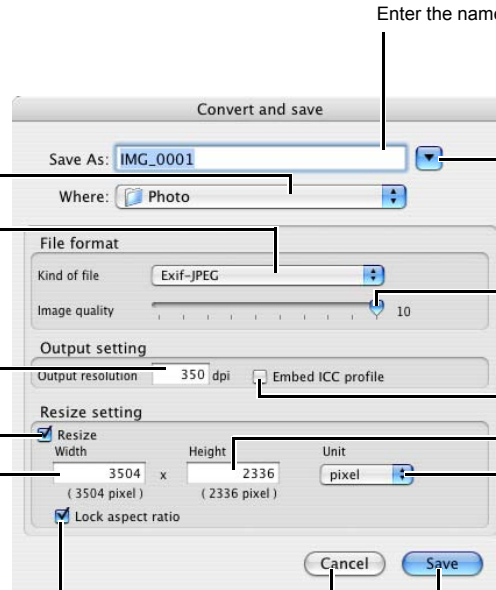 Enter the name
Convert and save
Save As: IMG_0001
Where: Photo
File format
Kind of file Exif-JPEG
Image quality 10
Output setting
Output resolution 350 dpi Embed ICC profile
Resize setting
Resize
Width Height Unit
3504 x 2336 pixel
(3504 pixel) (2336 pixel)
Lock aspect ratio
Cancel Save